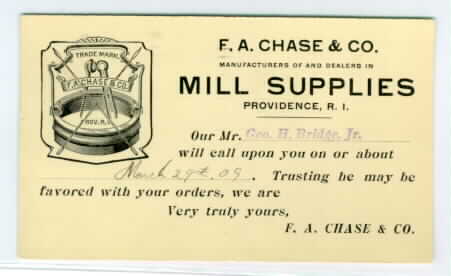 TRADE MARK.
F. A. CHASE & CO.
PROV. R. I.
F. A. CHASE & CO.
MANUFACTURERS OF AND DEALERS IN
MILL SUPPLIES
PROVIDENCE, R. I.
Our Mr. Geo. H. Bridge, Jr.
will call upon you on or about
March 29th. 09. Trusting he may be
favored with your orders, we are
Very truly yours,
F. A. CHASE & CO.